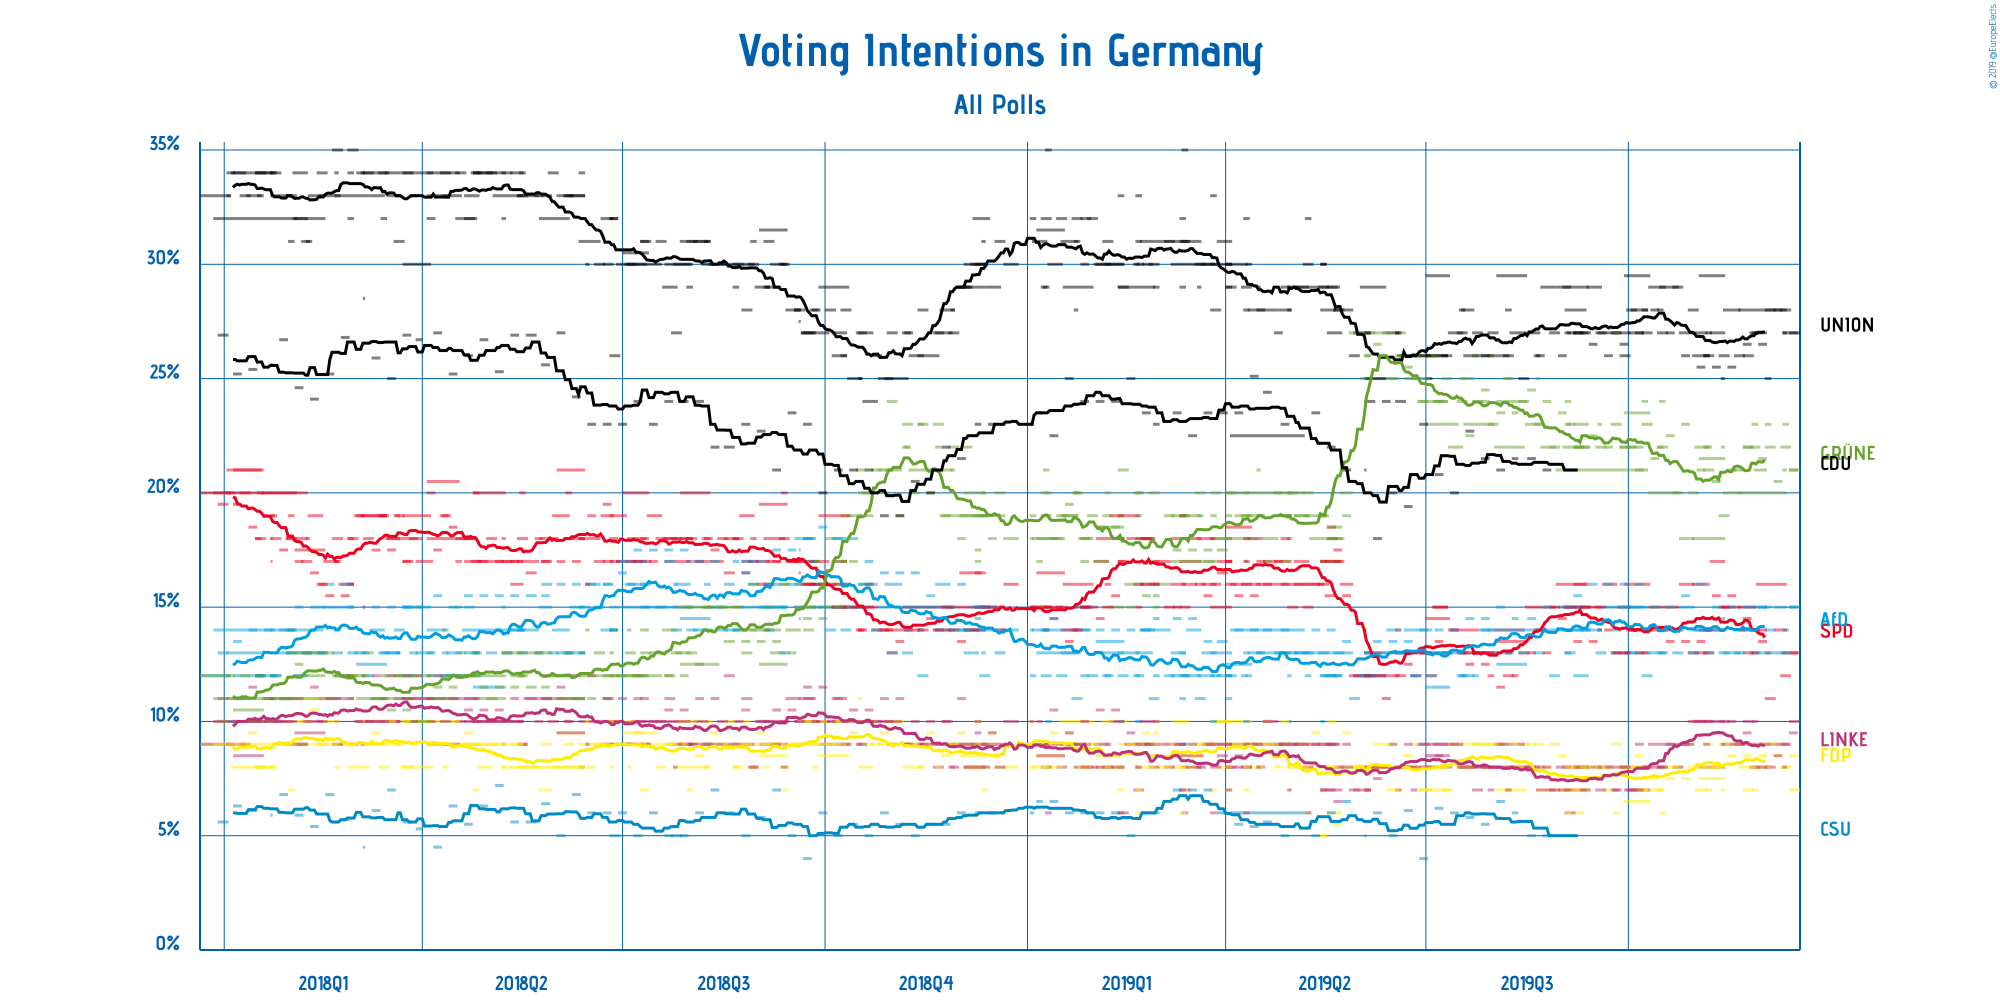 © 2019 @EuropeElects
Voting Intentions in Germany
All Polls
35%
30%
25%
20%
15%
10%
5%
0%
UNION
GRÜNE
CDU
AfD
SPD
LINKE
FDP
CSU
2018Q1 2018Q2 2018Q3 2018Q4 2019Q1 2019Q2 2019Q3